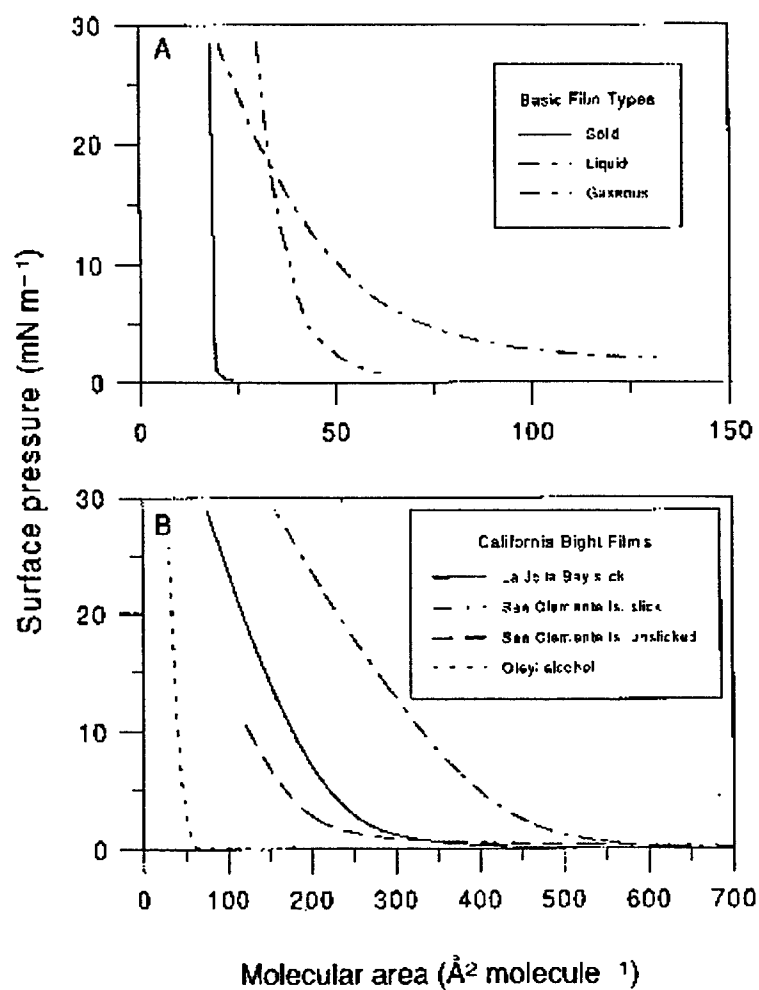 Surface pressure (mN m⁻¹)
30
20
10
0
A
Basic Film Types
Solid
Liquid
Gaseous
0 50 100 150
30
20
10
0
B
California Bight Films
La Jolla Bay slick
San Clemente Is. slick
San Clemente Is. unslicked
Oleyl alcohol
0 100 200 300 400 500 600 700
Molecular area (Å² molecule ⁻¹)